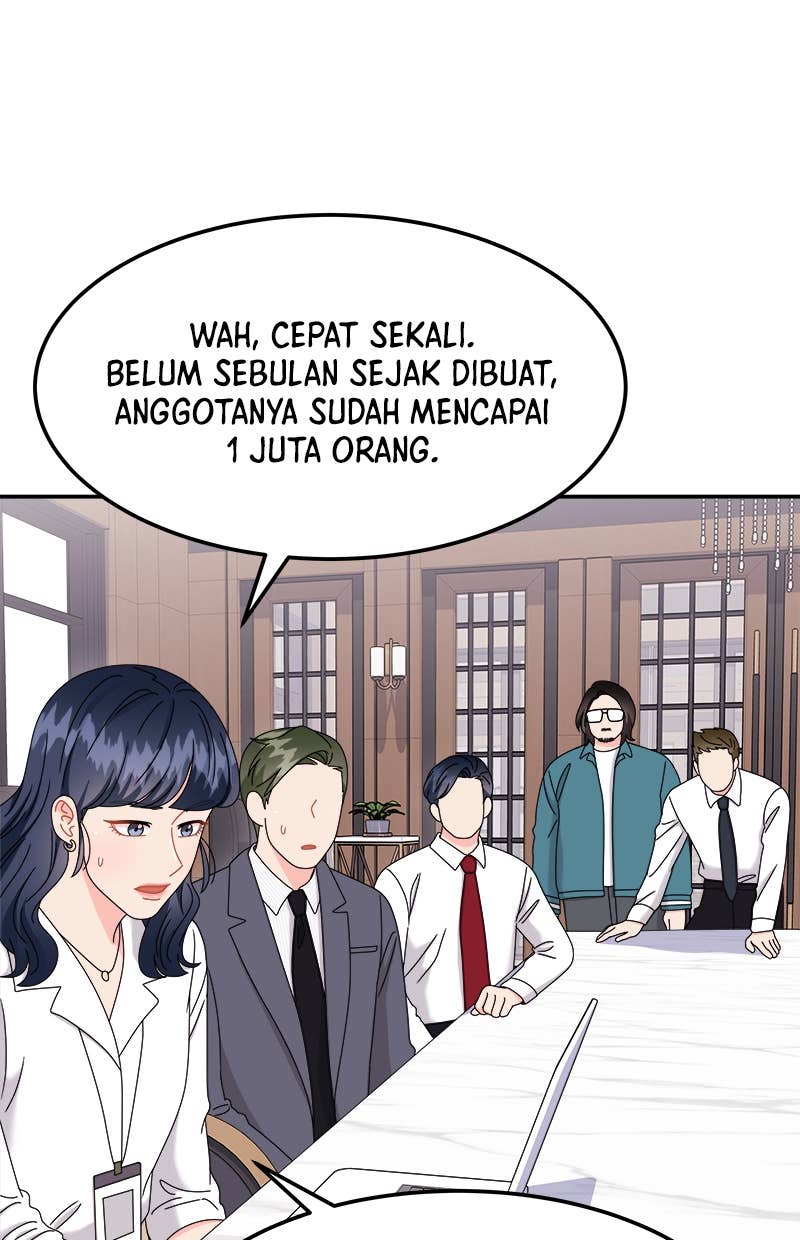 WAH, CEPAT SEKALI.
BELUM SEBULAN SEJAK DIBUAT,
ANGGOTANYA SUDAH MENCAPAI
1 JUTA ORANG.